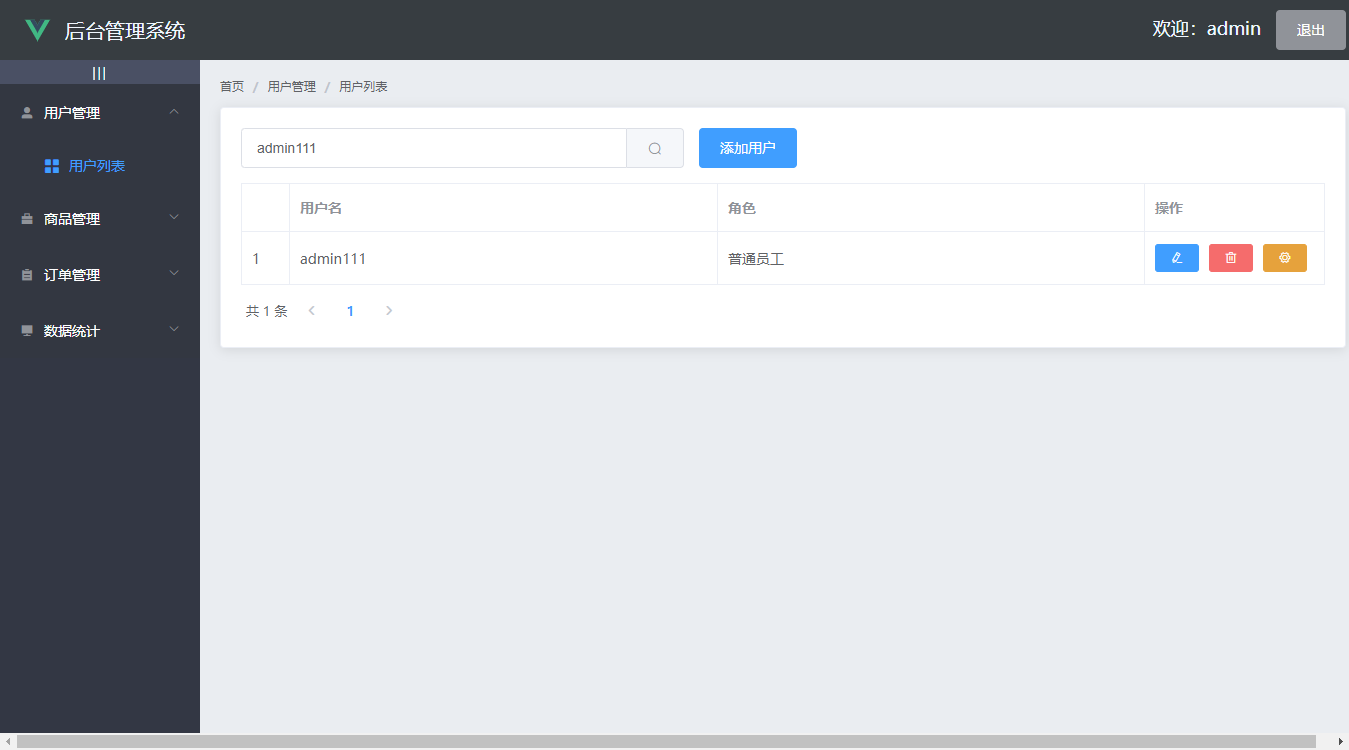 后台管理系统
欢迎：admin
退出
|||
用户管理
用户列表
商品管理
订单管理
数据统计
首页 / 用户管理 / 用户列表
admin111
添加用户
用户名 角色 操作
1 admin111 普通员工
共 1 条 1